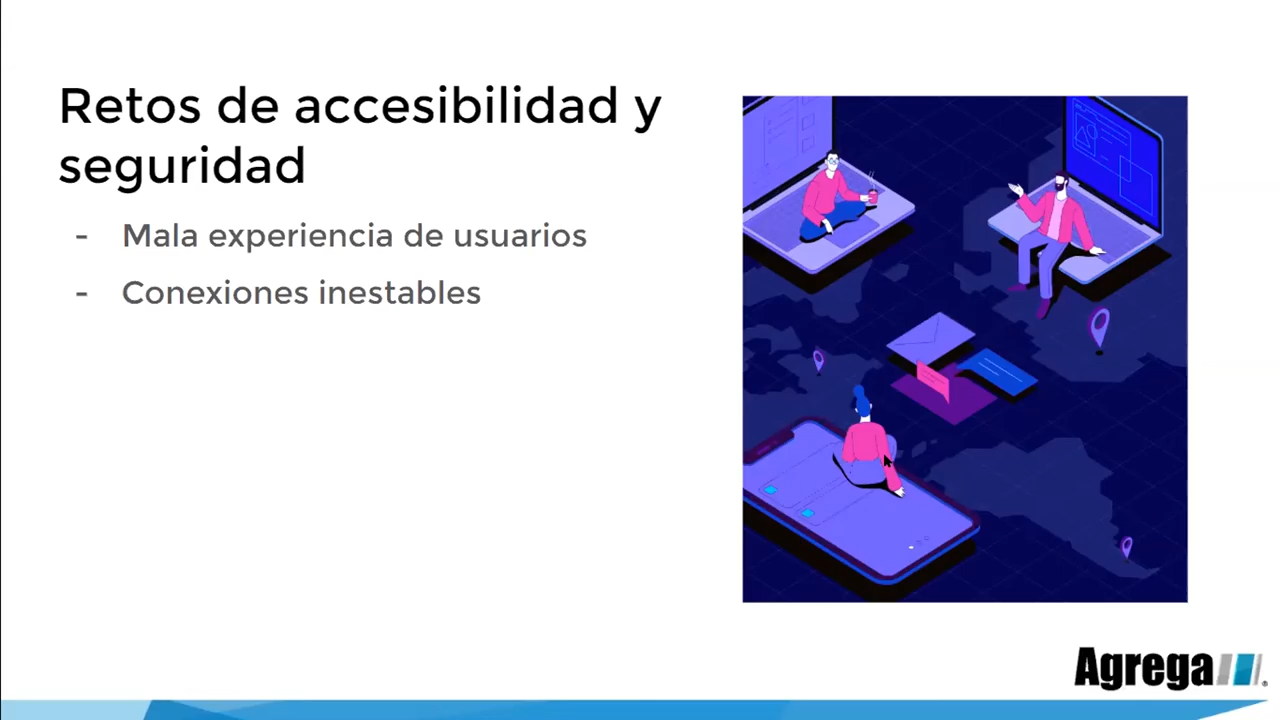 Retos de accesibilidad y
seguridad
- Mala experiencia de usuarios
- Conexiones inestables
Agrega